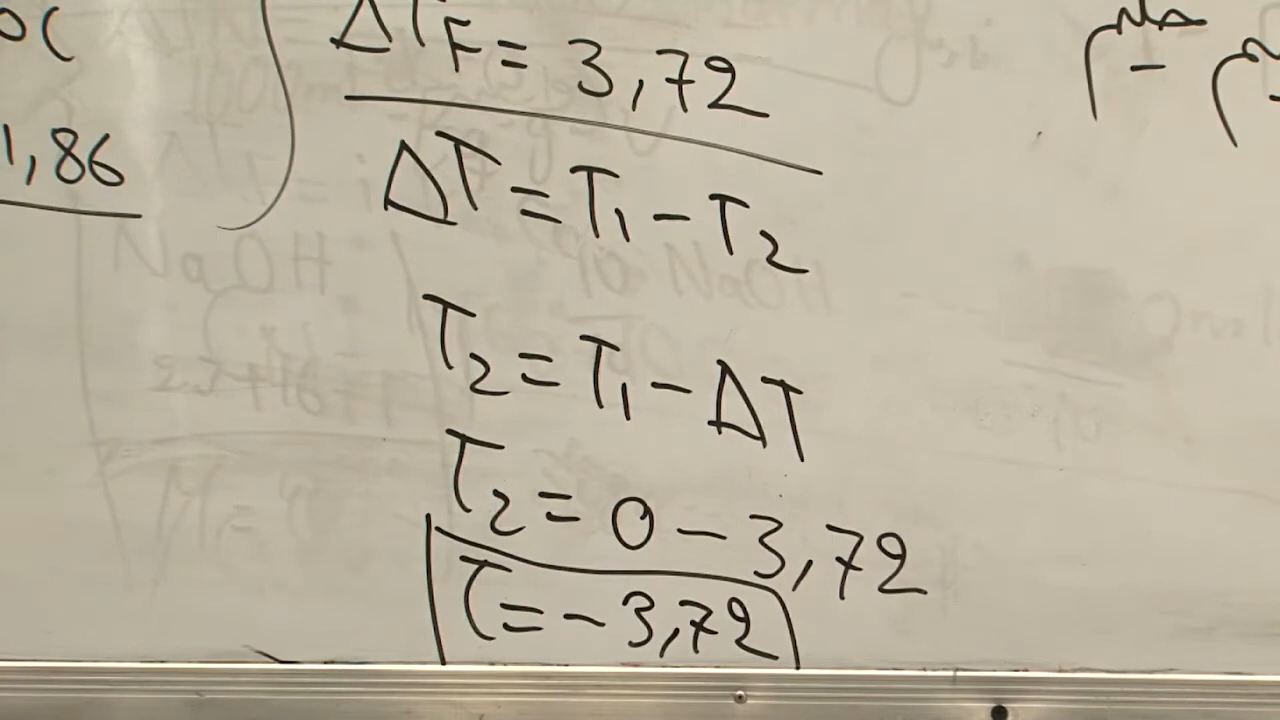 ΔTF = 3,72
1,86
ΔT = T1 - T2
T2 = T1 - ΔT
T2 = 0 - 3,72
T = - 3,72